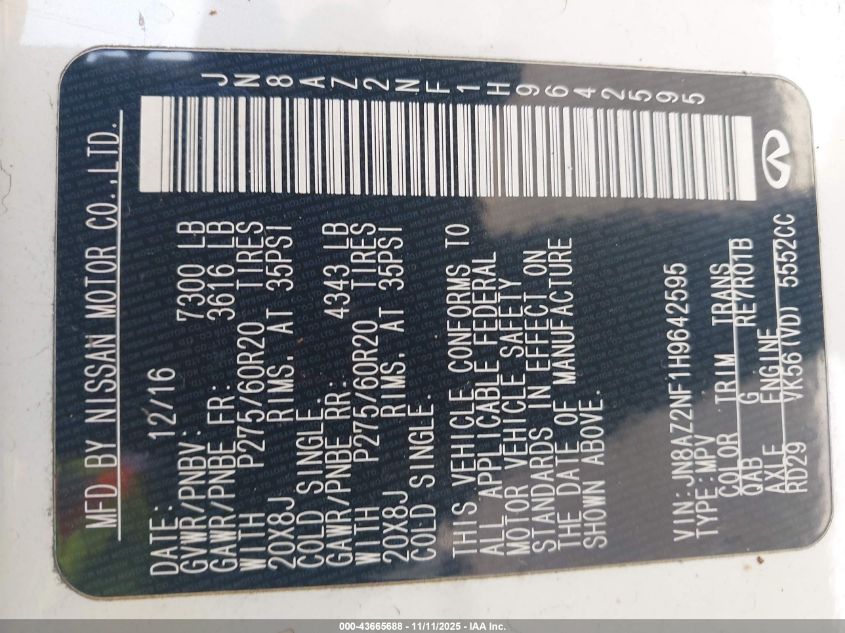 JN8AZ2NF1H9642595
MFD BY NISSAN MOTOR CO.,LTD.
DATE: 12/16
GVWR/PNBV: 7300 LB
GAWR/PNBE FR: 3616 LB
WITH P275/60R20 TIRES
20X8J RIMS. AT 35PSI
COLD SINGLE.
GAWR/PNBE RR: 4343 LB
WITH P275/60R20 TIRES
20X8J RIMS. AT 35PSI
COLD SINGLE.
THIS VEHICLE CONFORMS TO
ALL APPLICABLE FEDERAL
MOTOR VEHICLE SAFETY
STANDARDS IN EFFECT ON
THE DATE OF MANUFACTURE
SHOWN ABOVE.
VIN:JN8AZ2NF1H9642595
TYPE:MPV
COLOR TRIM TRANS
QAB G RE7R01B
AXLE ENGINE
RD29 VK56(VD) 5552CC
000-43665688 - 11/11/2025 - IAA Inc.